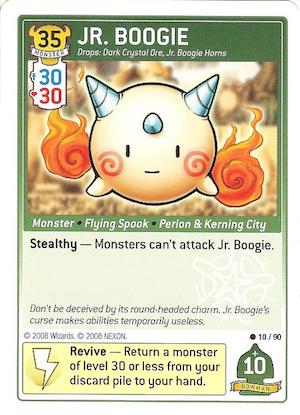 35
MONSTER
JR. BOOGIE
Drops: Dark Crystal Ore, Jr. Boogie Horns
30
30
Monster • Flying Spook • Perion & Kerning City
Stealthy — Monsters can't attack Jr. Boogie.
Don't be deceived by its round-headed charm. Jr. Boogie's
curse makes abilities temporarily useless.
© 2008 Wizards. © 2008 NEXON.
● 10 / 90
Revive — Return a monster
of level 30 or less from your
discard pile to your hand.
10
BOWMAN